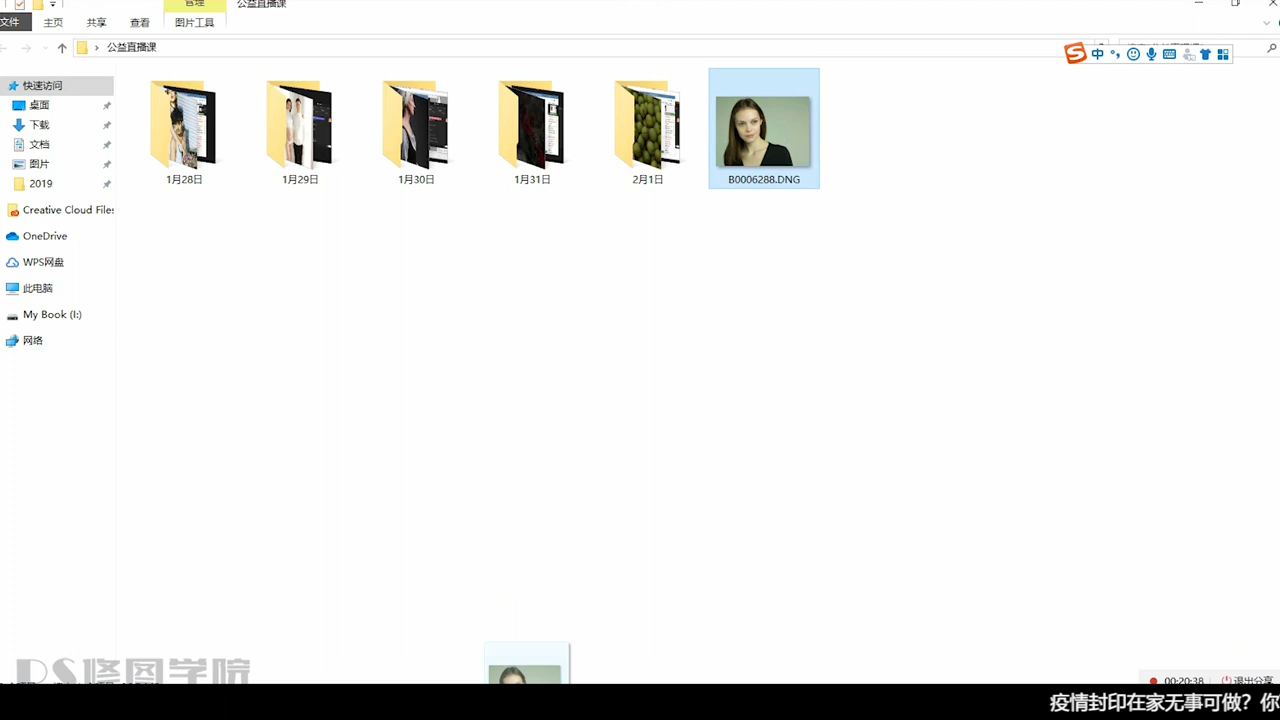 管理
公益直播课
文件 主页 共享 查看 图片工具
公益直播课
中
快速访问
桌面
下载
文档
图片
2019
Creative Cloud Files
OneDrive
WPS网盘
此电脑
My Book (I:)
网络
1月28日 1月29日 1月30日 1月31日 2月1日 B0006288.DNG
PS修图学院
00:20:38 退出分享
疫情封印在家无事可做？你